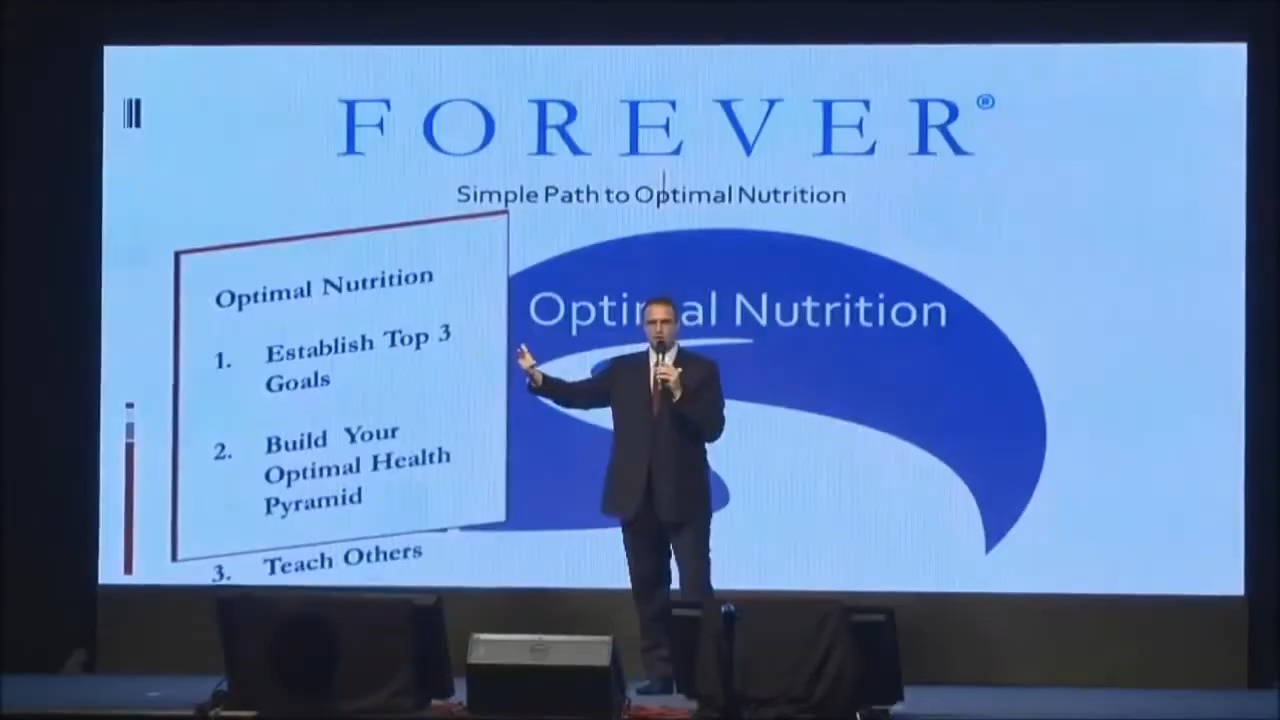 FOREVER®
Simple Path to Optimal Nutrition
Optimal Nutrition
1. Establish Top 3
Goals
2. Build Your
Optimal Health
Pyramid
3. Teach Others
Optimal Nutrition